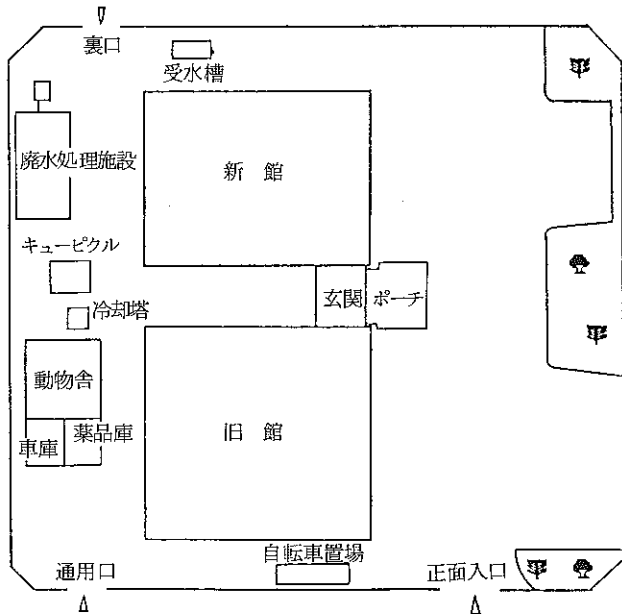 裏口
受水槽
廃水処理施設
新館
キュービクル
玄関
ポーチ
冷却塔
動物舎
薬品庫
車庫
旧館
自転車置場
通用口
正面入口